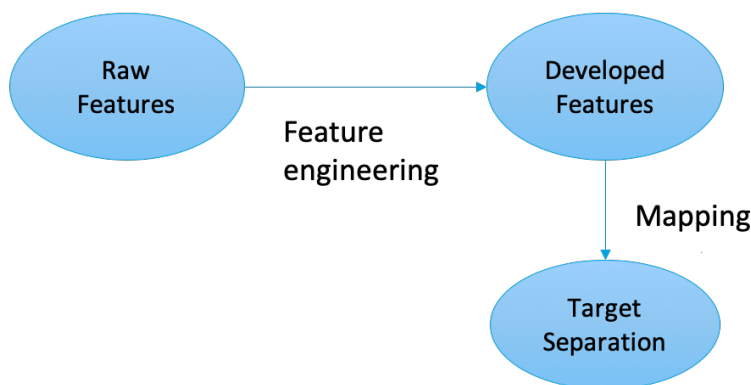 Raw
Features
Developed
Features
Feature
engineering
Mapping
Target
Separation